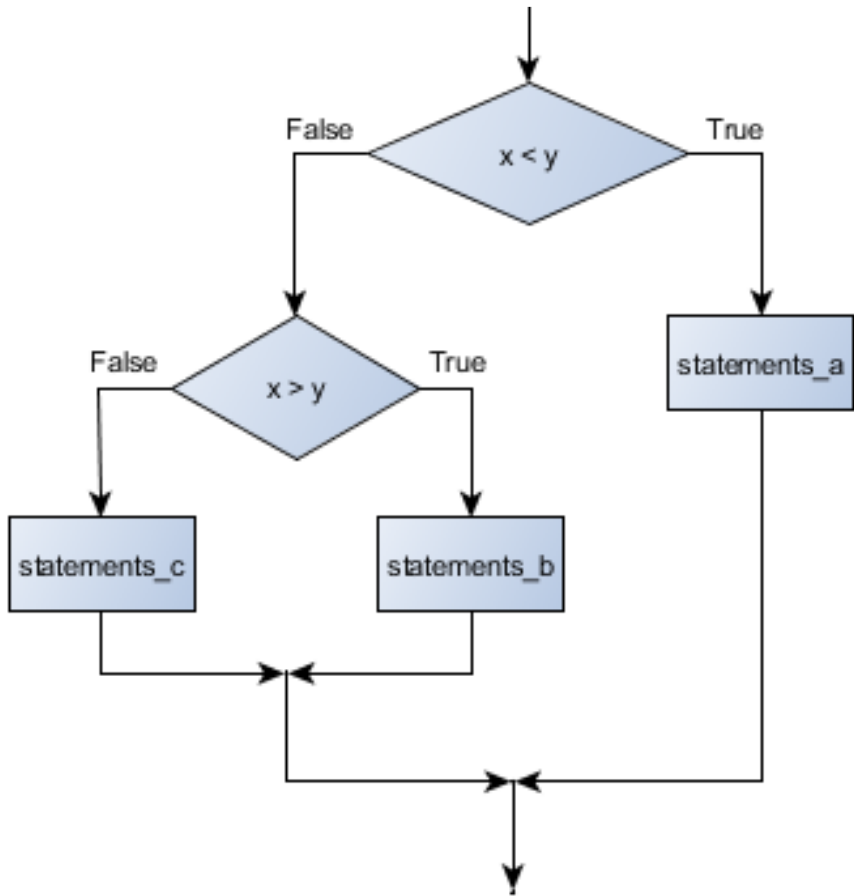 False
True
x < y
False
True
x > y
statements_a
statements_c
statements_b